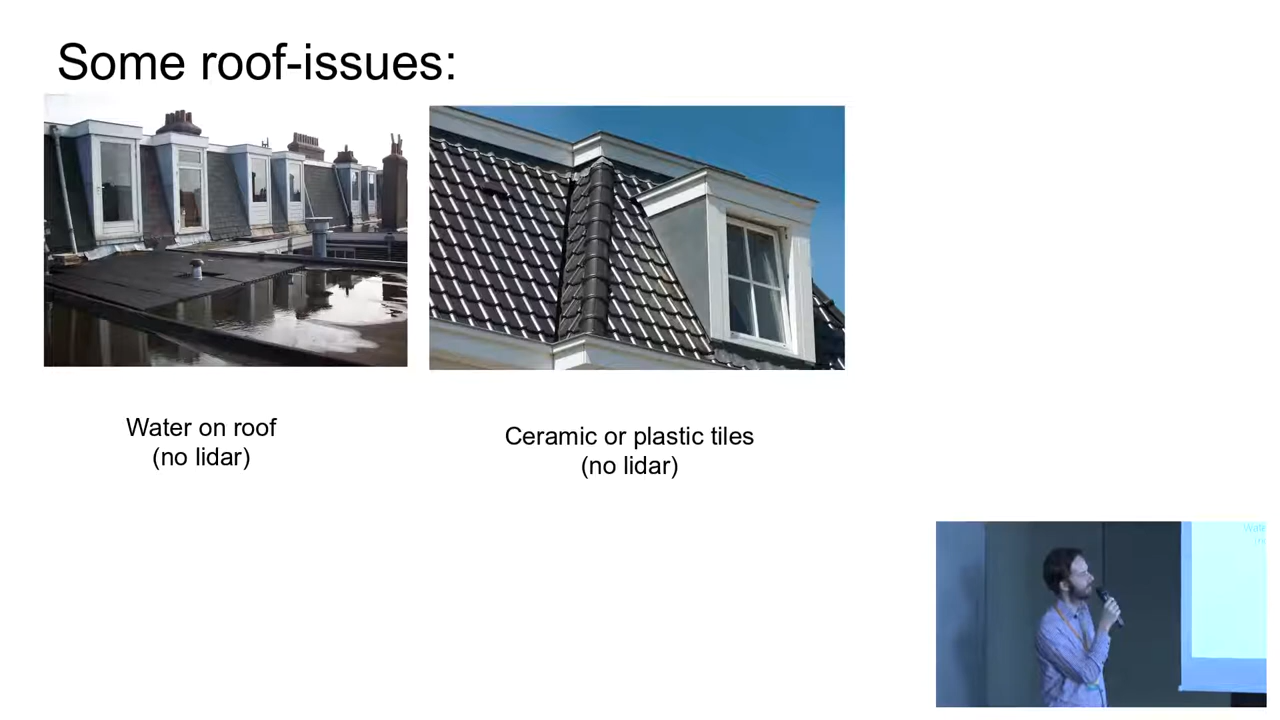 Some roof-issues:
Water on roof
(no lidar)
Ceramic or plastic tiles
(no lidar)